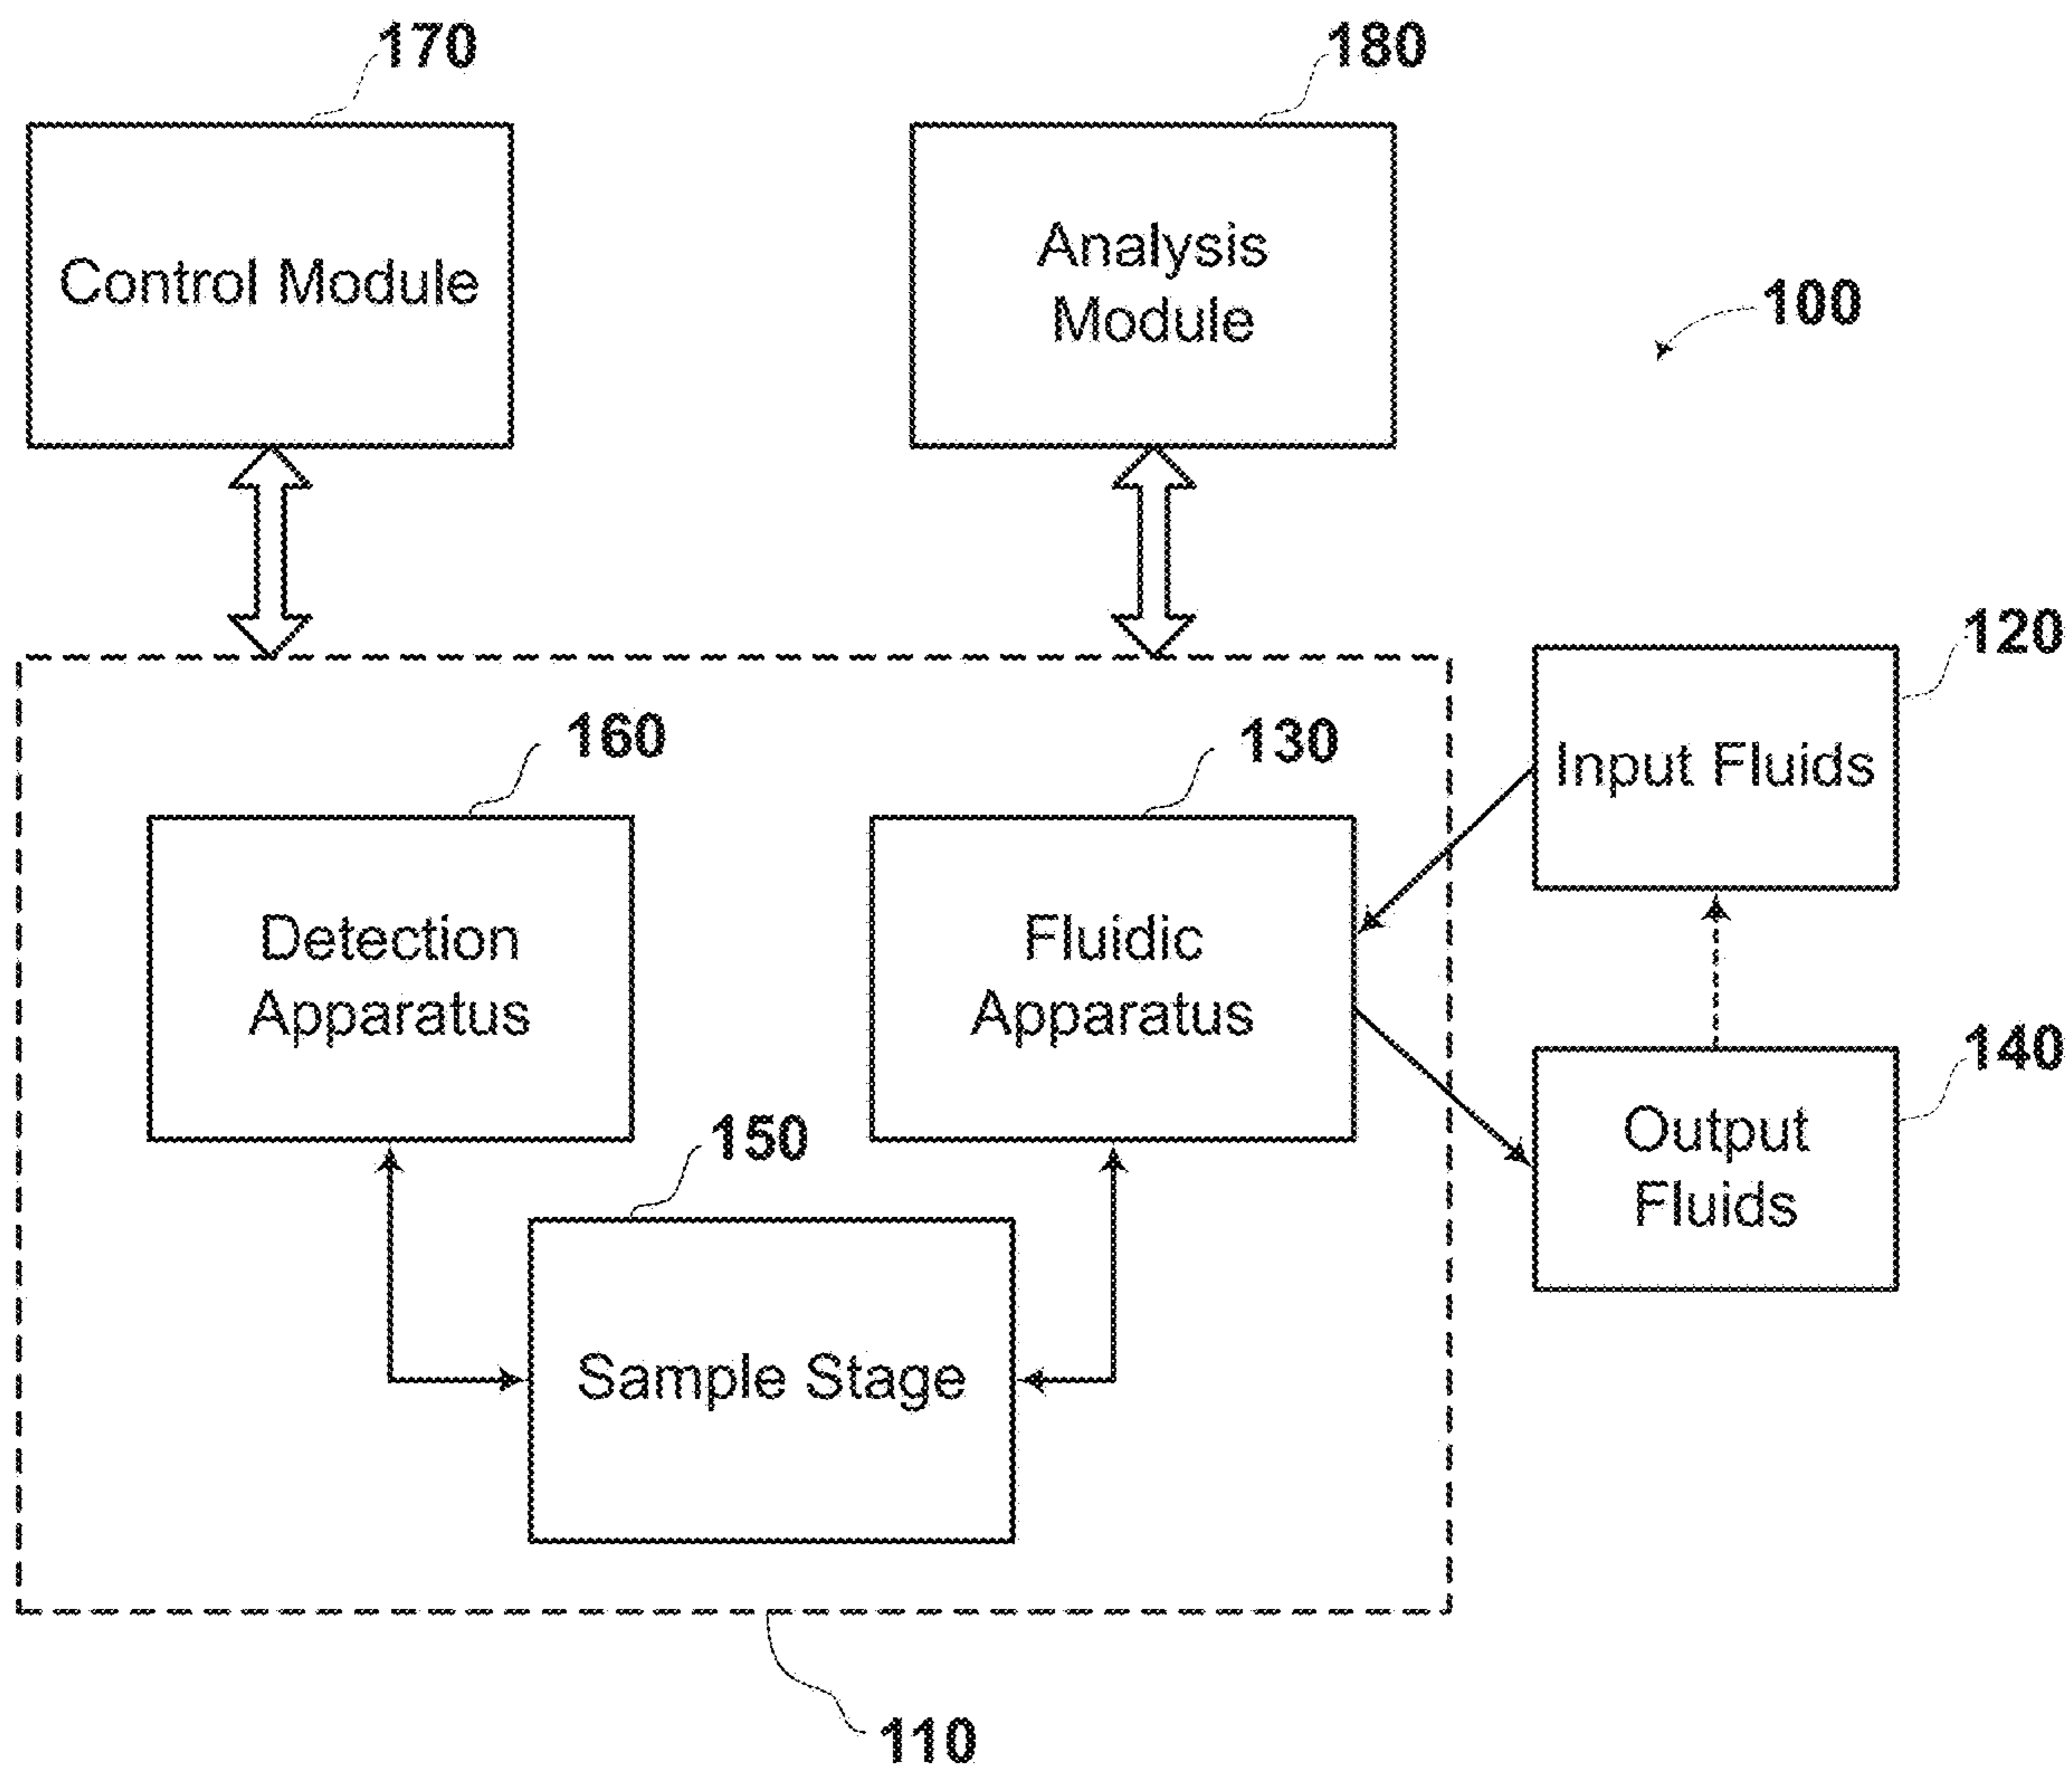 170
180
Control Module
Analysis
Module
100
120
160
130
Input Fluids
Detection
Apparatus
Fluidic
Apparatus
140
150
Output
Fluids
Sample Stage
110